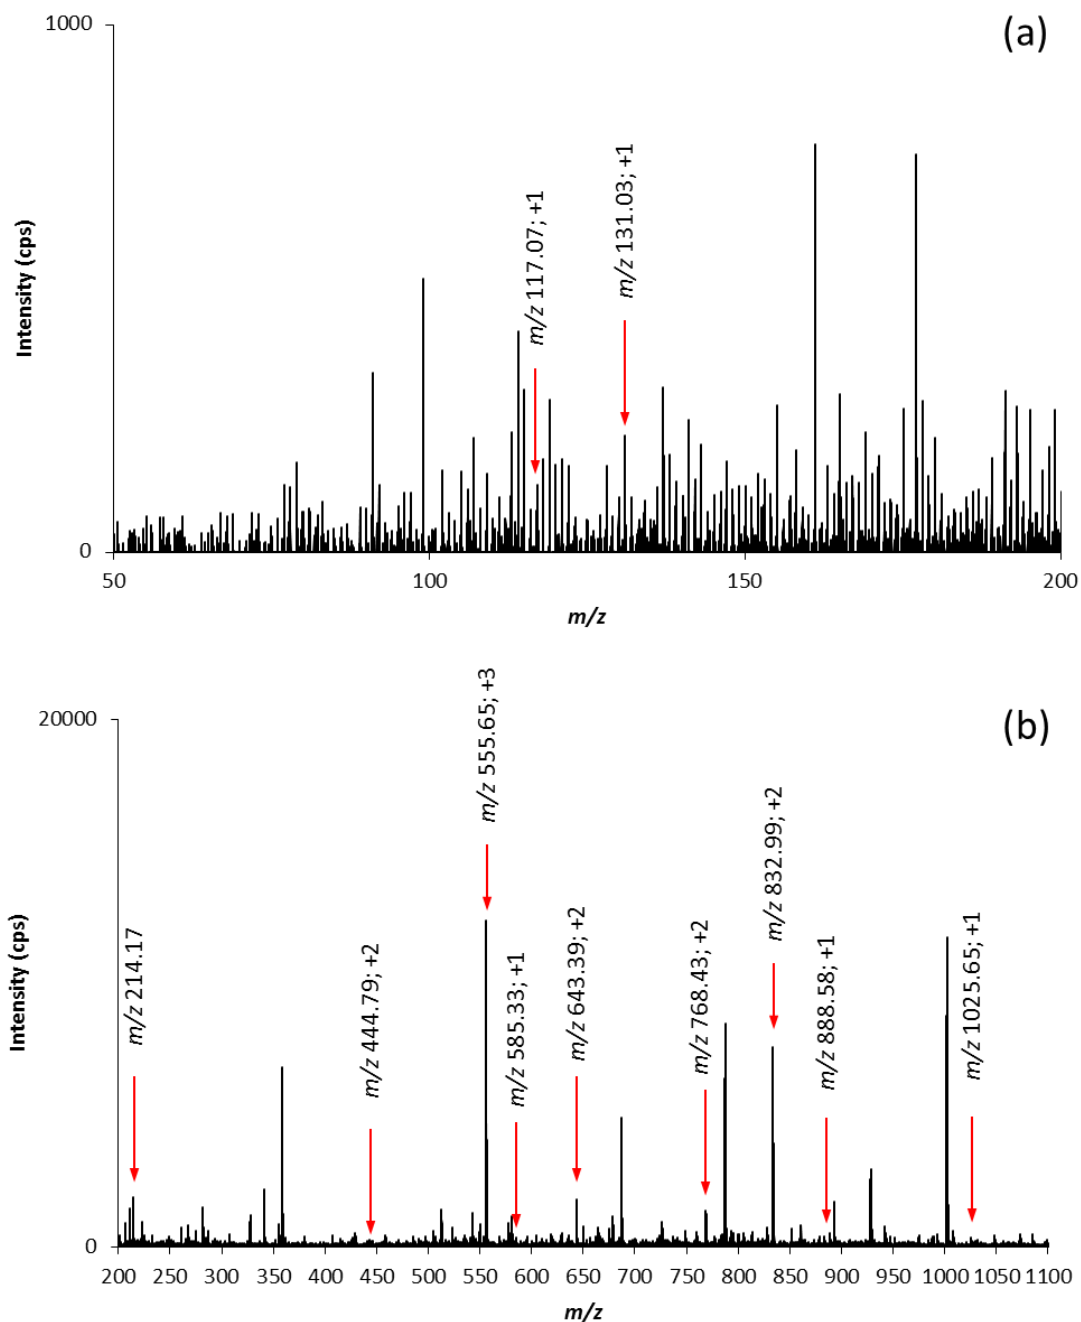 (a)
1000
Intensity (cps)
m/z 117.07; +1
m/z 131.03; +1
0
50
100
150
200
m/z
(b)
20000
Intensity (cps)
m/z 214.17
m/z 444.79; +2
m/z 555.65; +3
m/z 585.33; +1
m/z 643.39; +2
m/z 768.43; +2
m/z 832.99; +2
m/z 888.58; +1
m/z 1025.65; +1
0
200 250 300 350 400 450 500 550 600 650 700 750 800 850 900 950 1000 1050 1100
m/z